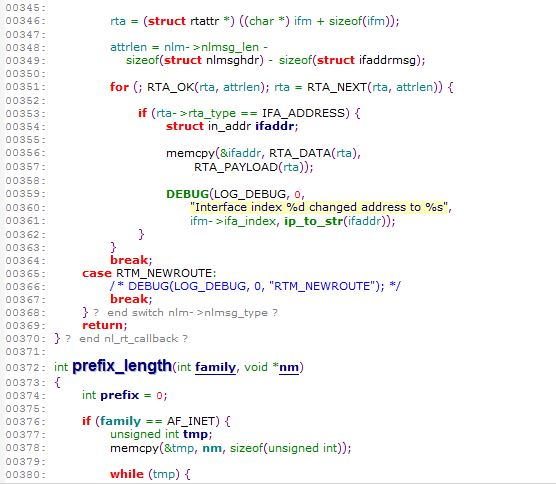 00345:
00346: rta = (struct rtattr *) ((char *) ifm + sizeof(ifm));
00347:
00348: attrlen = nlm->nlmsg_len -
00349: sizeof(struct nlmsghdr) - sizeof(struct ifaddrmsg);
00350:
00351: for (; RTA_OK(rta, attrlen); rta = RTA_NEXT(rta, attrlen)) {
00352:
00353: if (rta->rta_type == IFA_ADDRESS) {
00354: struct in_addr ifaddr;
00355:
00356: memcpy(&ifaddr, RTA_DATA(rta),
00357: RTA_PAYLOAD(rta));
00358:
00359: DEBUG(LOG_DEBUG, 0,
00360: "Interface index %d changed address to %s",
00361: ifm->ifa_index, ip_to_str(ifaddr));
00362: }
00363: }
00364: break;
00365: case RTM_NEWROUTE:
00366: /* DEBUG(LOG_DEBUG, 0, "RTM_NEWROUTE"); */
00367: break;
00368: } ? end switch nlm->nlmsg_type ?
00369: return;
00370: } ? end nl_rt_callback ?
00371:
00372: int prefix_length(int family, void *nm)
00373: {
00374: int prefix = 0;
00375:
00376: if (family == AF_INET) {
00377: unsigned int tmp;
00378: memcpy(&tmp, nm, sizeof(unsigned int));
00379:
00380: while (tmp) {